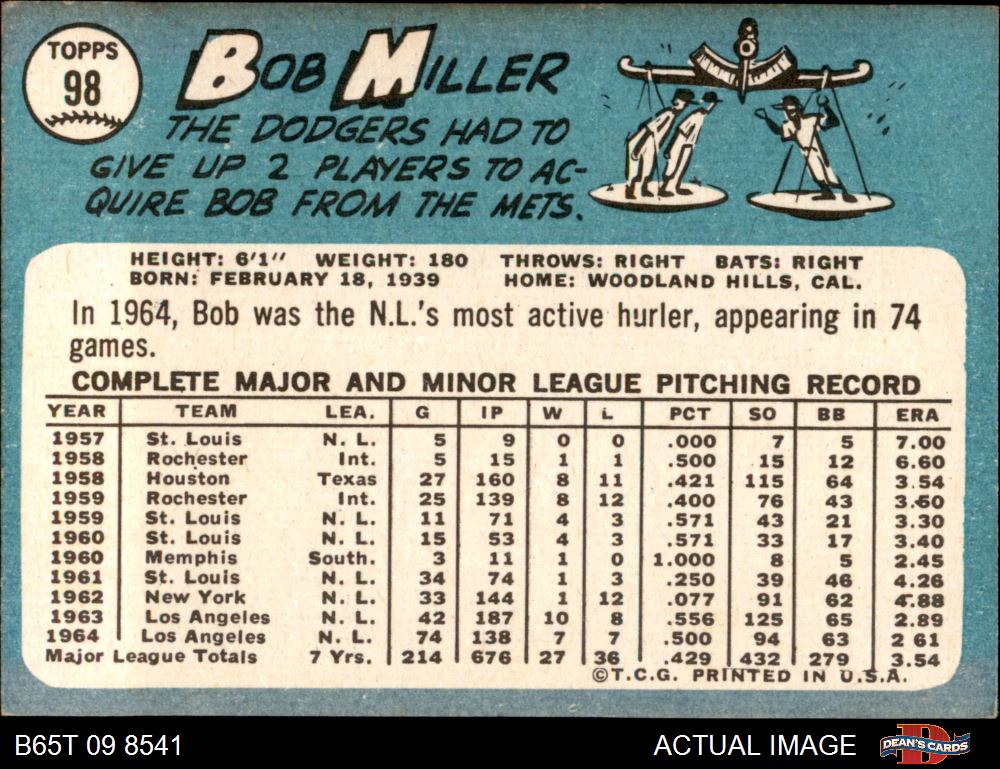 TOPPS
98
BOB MILLER
THE DODGERS HAD TO
GIVE UP 2 PLAYERS TO AC-
QUIRE BOB FROM THE METS.
HEIGHT: 6'1" WEIGHT: 180 THROWS: RIGHT BATS: RIGHT
BORN: FEBRUARY 18, 1939 HOME: WOODLAND HILLS, CAL.
In 1964, Bob was the N.L.'s most active hurler, appearing in 74
games.
COMPLETE MAJOR AND MINOR LEAGUE PITCHING RECORD
YEAR TEAM LEA. G IP W L PCT SO BB ERA
1957 St. Louis N. L. 5 9 0 0 .000 7 5 7.00
1958 Rochester Int. 5 15 1 1 .500 15 12 6.60
1958 Houston Texas 27 160 8 11 .421 115 64 3.54
1959 Rochester Int. 25 139 8 12 .400 76 43 3.50
1959 St. Louis N. L. 11 71 4 3 .571 43 21 3.30
1960 St. Louis N. L. 15 53 4 3 .571 33 17 3.40
1960 Memphis South. 3 11 1 0 1.000 8 5 2.45
1961 St. Louis N. L. 34 74 1 3 .250 39 46 4.26
1962 New York N. L. 33 144 1 12 .077 91 62 4.88
1963 Los Angeles N. L. 42 187 10 8 .556 125 65 2.89
1964 Los Angeles N. L. 74 138 7 7 .500 94 63 2 61
Major League Totals 7 Yrs. 214 676 27 36 .429 432 279 3.54
©T.C.G. PRINTED IN U.S.A.
B65T 09 8541 ACTUAL IMAGE DEAN'S CARDS